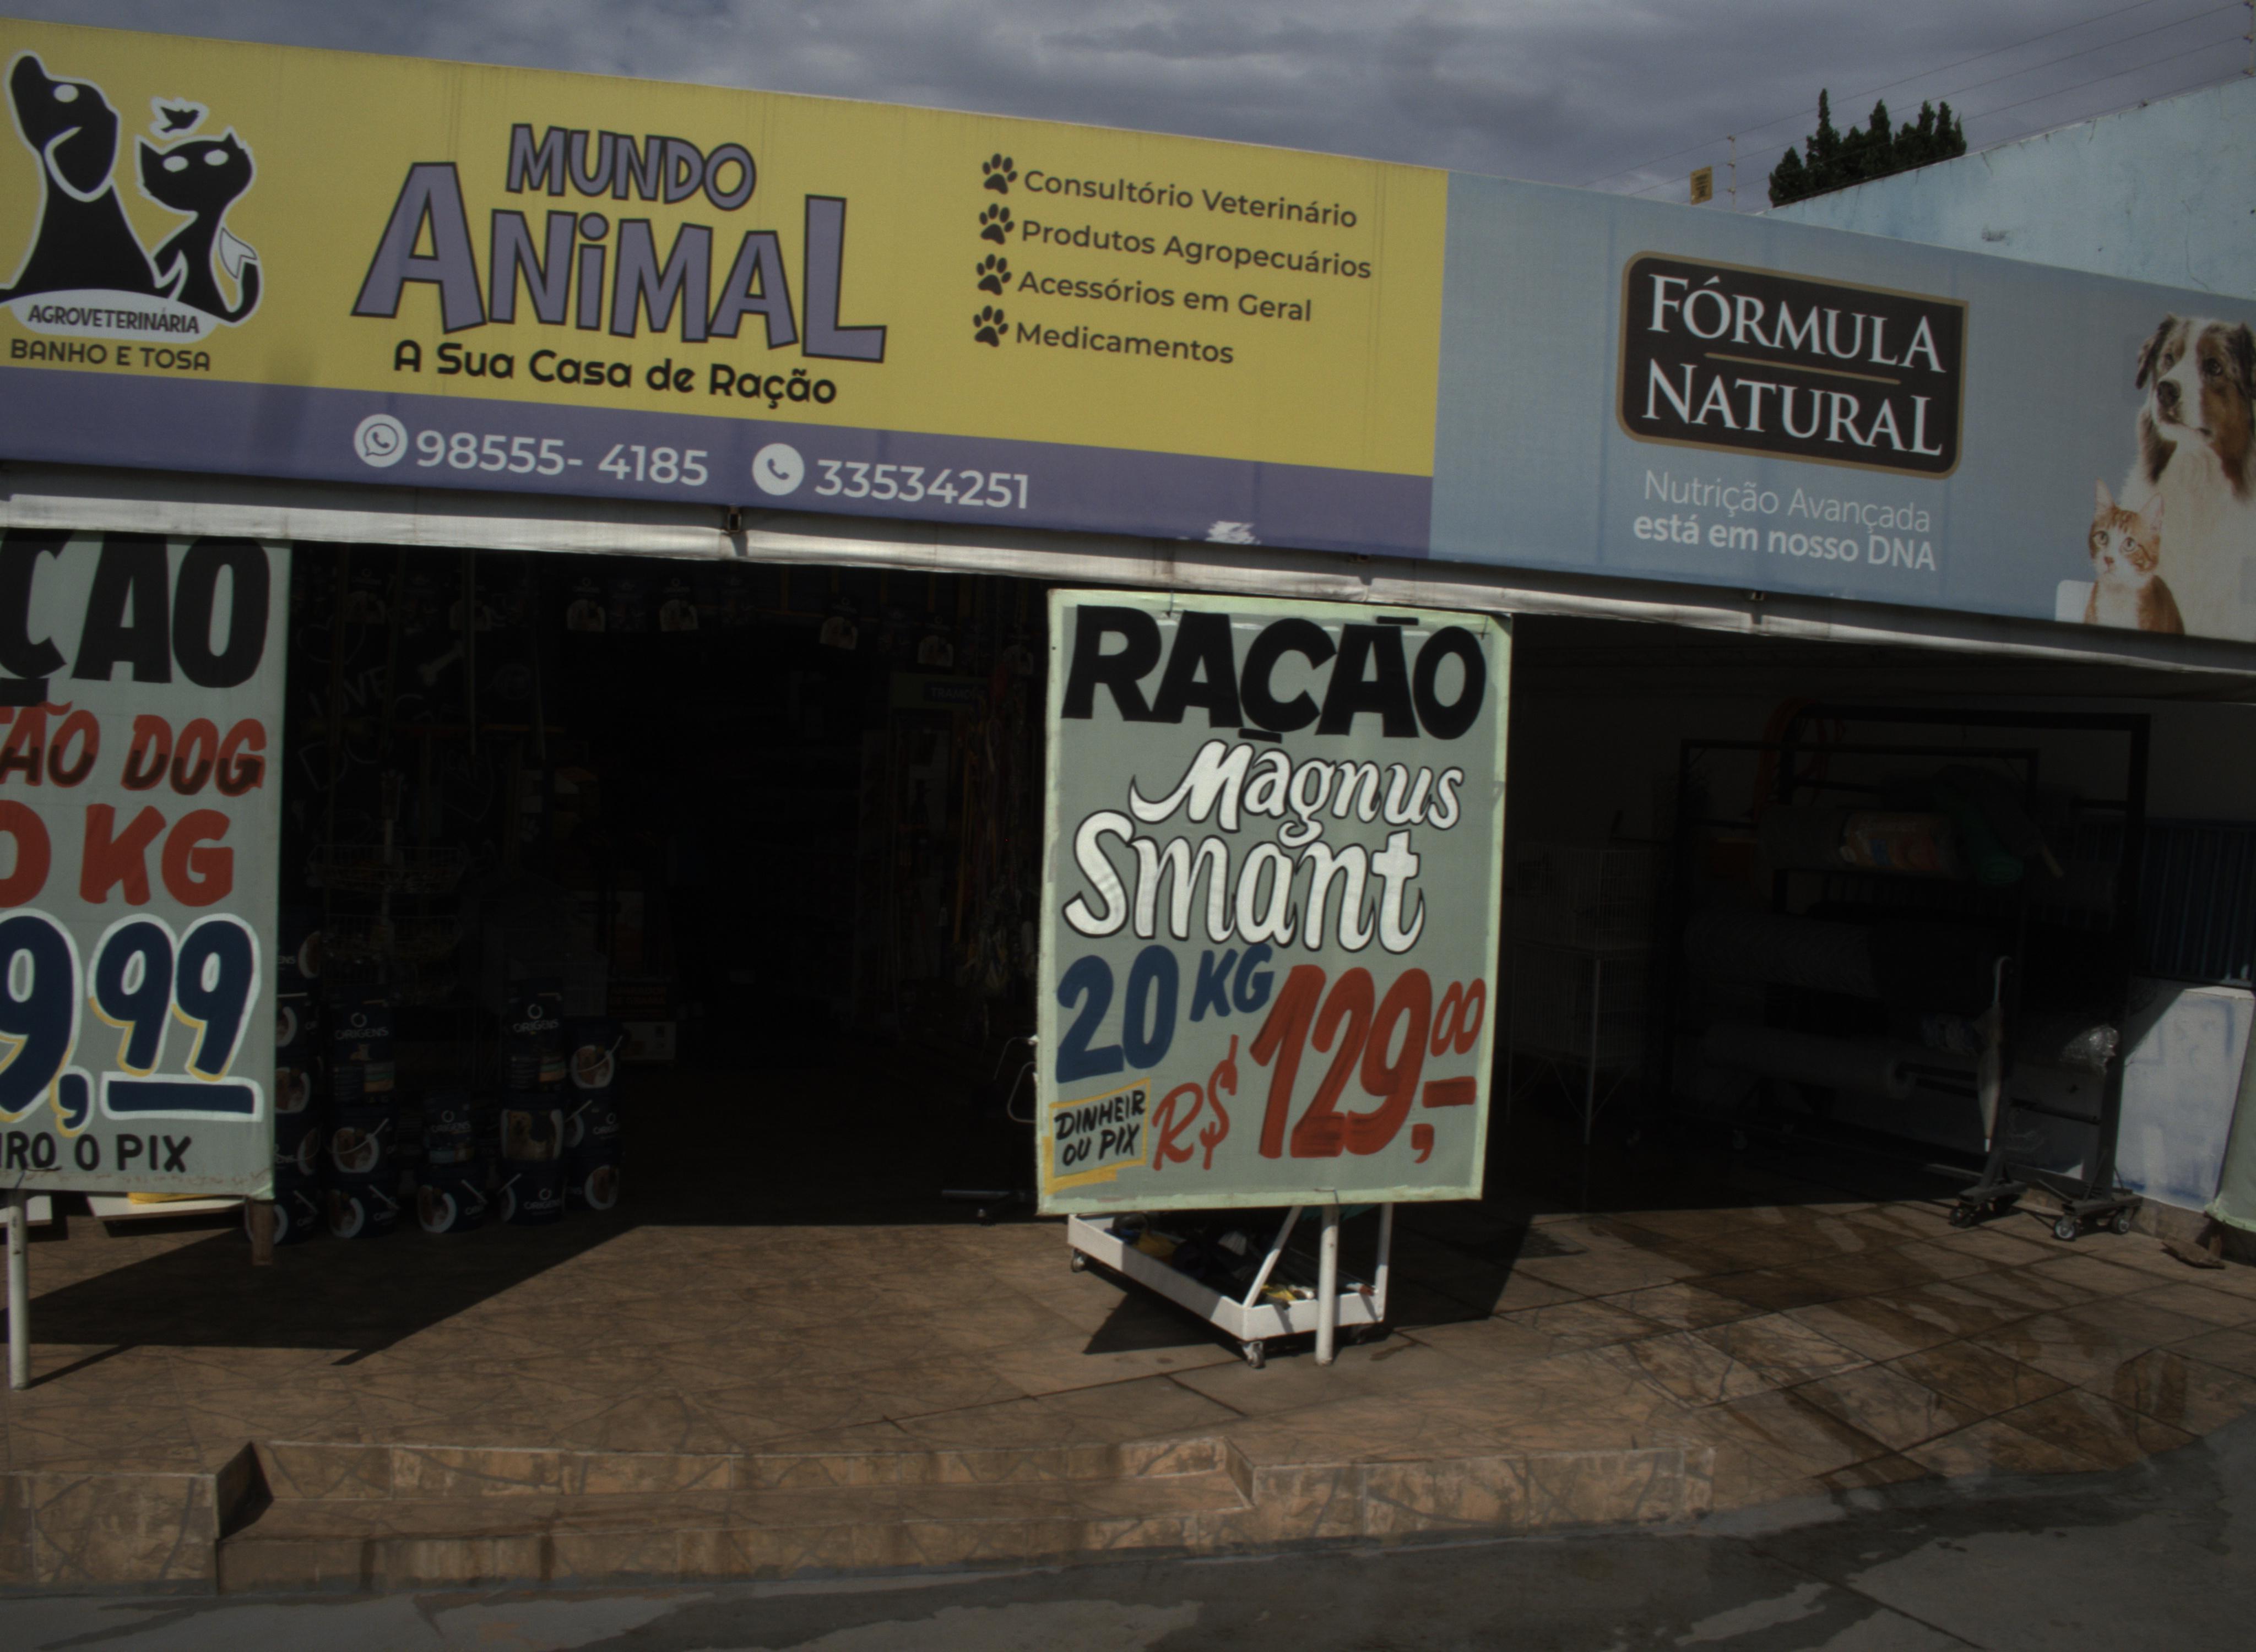 AGROVETERINÁRIA
BANHO E TOSA
MUNDO
ANiMAL
A Sua Casa de Ração
98555- 4185
33534251
Consultório Veterinário
Produtos Agropecuários
Acessórios em Geral
Medicamentos
FÓRMULA
NATURAL
Nutrição Avançada
está em nosso DNA
ÇÃO
TÃO DOG
0 KG
9,99
IRO O PIX
RAÇÃO
Magnus
Smant
20 KG
R$ 129,00
DINHEIR
OU PIX
ORIGENS
ORIGENS